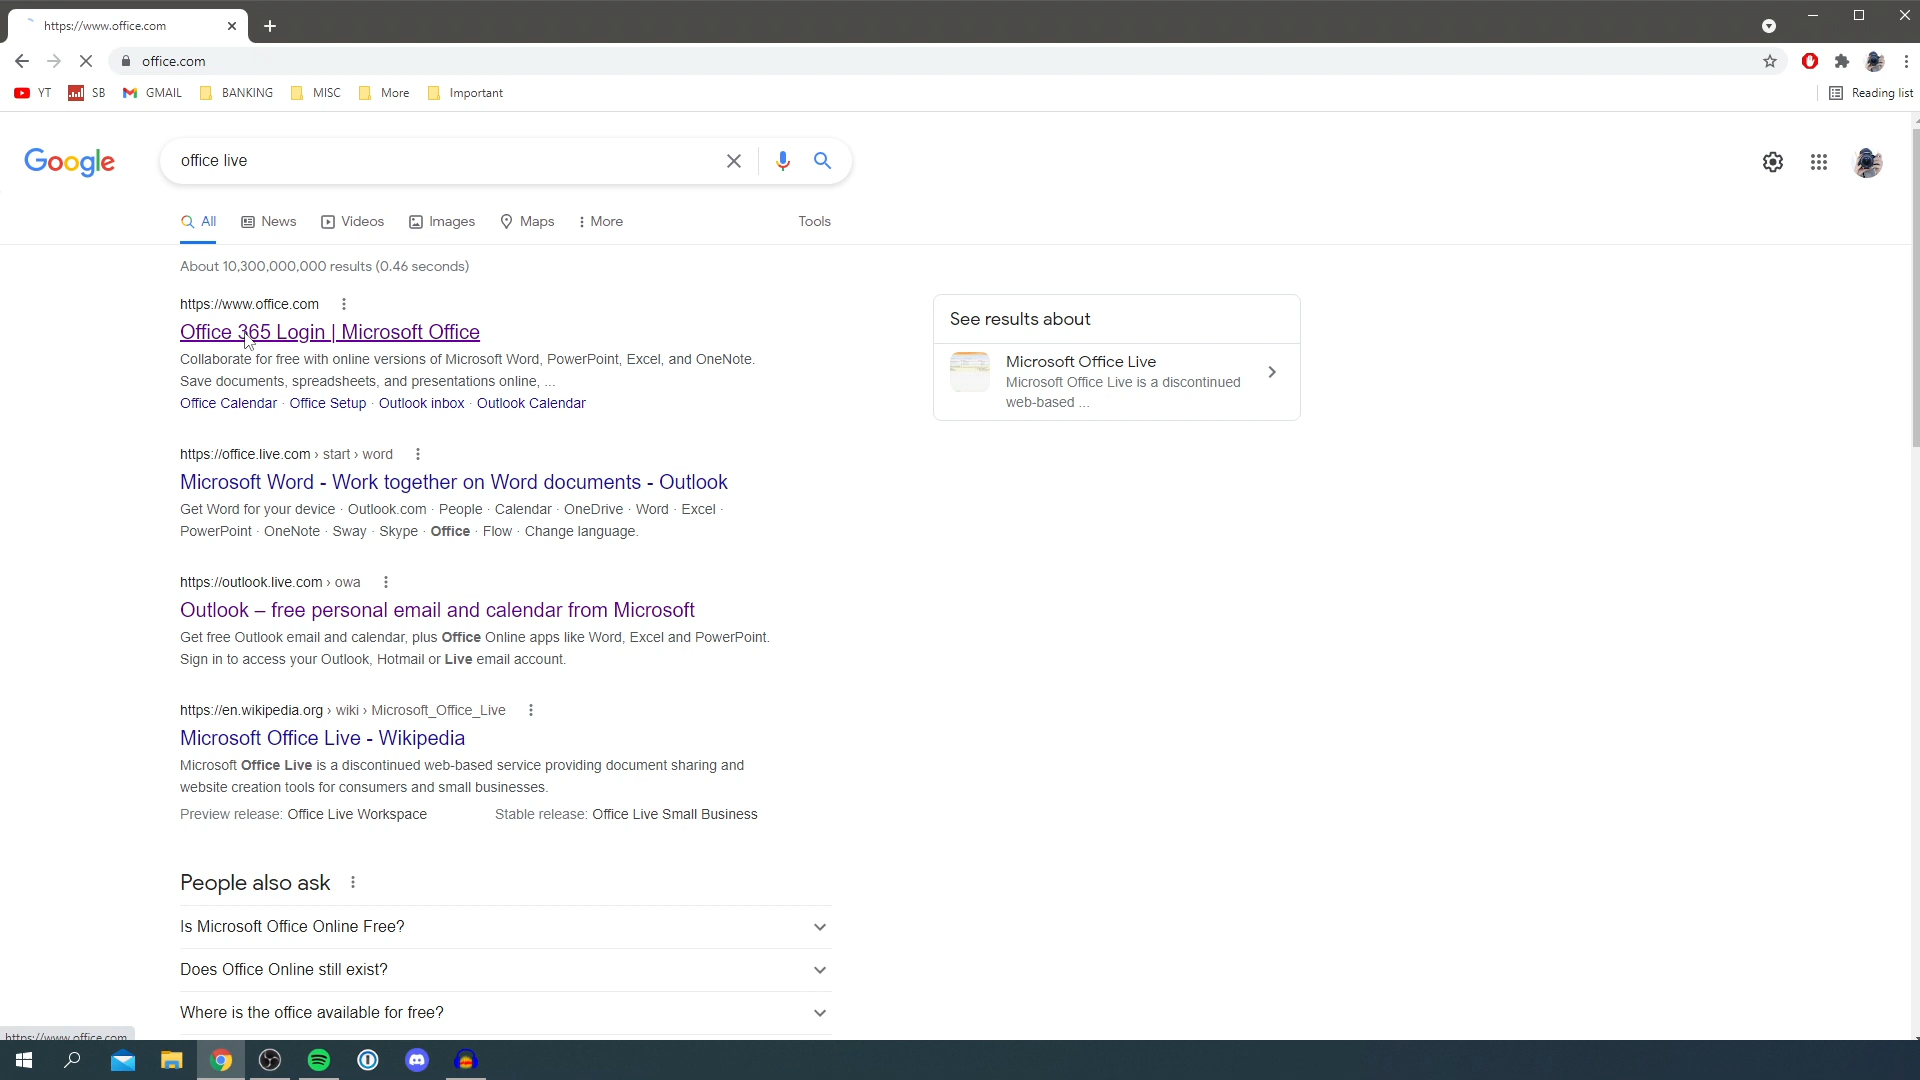 https://www.office.com
office.com
YT SB GMAIL BANKING MISC More Important Reading list
Google office live
All News Videos Images Maps More Tools
About 10,300,000,000 results (0.46 seconds)
https://www.office.com
Office 365 Login | Microsoft Office
Collaborate for free with online versions of Microsoft Word, PowerPoint, Excel, and OneNote.
Save documents, spreadsheets, and presentations online, ...
Office Calendar · Office Setup · Outlook inbox · Outlook Calendar
See results about
Microsoft Office Live
Microsoft Office Live is a discontinued
web-based ...
https://office.live.com › start › word
Microsoft Word - Work together on Word documents - Outlook
Get Word for your device · Outlook.com · People · Calendar · OneDrive · Word · Excel ·
PowerPoint · OneNote · Sway · Skype · Office · Flow · Change language.
https://outlook.live.com › owa
Outlook – free personal email and calendar from Microsoft
Get free Outlook email and calendar, plus Office Online apps like Word, Excel and PowerPoint.
Sign in to access your Outlook, Hotmail or Live email account.
https://en.wikipedia.org › wiki › Microsoft_Office_Live
Microsoft Office Live - Wikipedia
Microsoft Office Live is a discontinued web-based service providing document sharing and
website creation tools for consumers and small businesses.
Preview release: Office Live Workspace Stable release: Office Live Small Business
People also ask
Is Microsoft Office Online Free?
Does Office Online still exist?
Where is the office available for free?
https://www.office.com